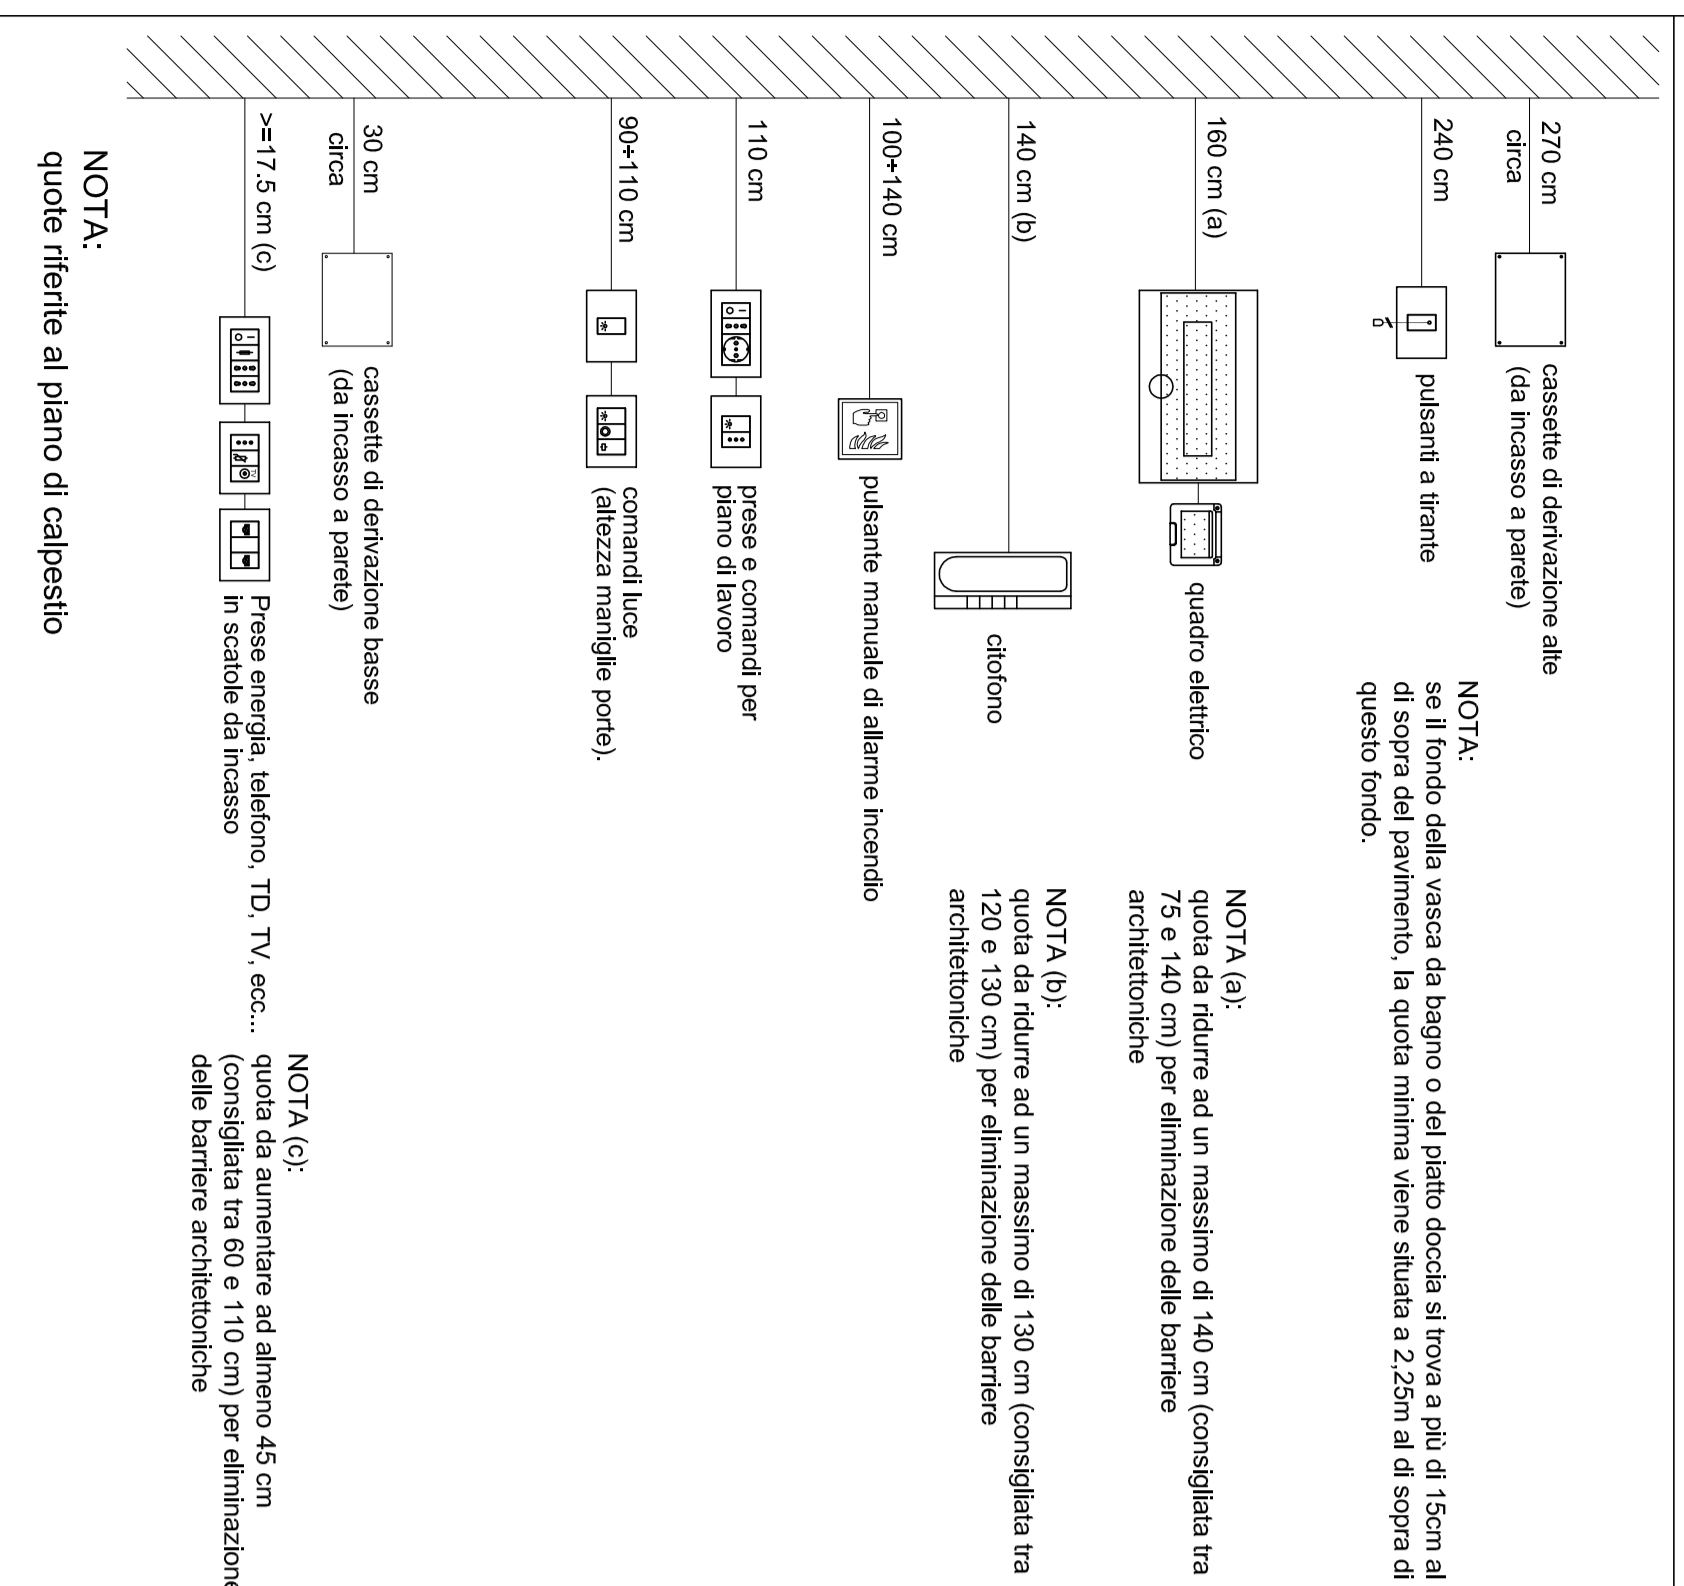 270 cm
circa
cassette di derivazione alte
(da incasso a parete)
240 cm
pulsanti a tirante
NOTA:
se il fondo della vasca da bagno o del piatto doccia si trova a più di 15cm al
di sopra del pavimento, la quota minima viene situata a 2,25m al di sopra di
questo fondo.
160 cm (a)
quadro elettrico
NOTA (a):
quota da ridurre ad un massimo di 140 cm (consigliata tra
75 e 140 cm) per eliminazione delle barriere
architettoniche
140 cm (b)
citofono
NOTA (b):
quota da ridurre ad un massimo di 130 cm (consigliata tra
120 e 130 cm) per eliminazione delle barriere
architettoniche
100÷140 cm
pulsante manuale di allarme incendio
110 cm
prese e comandi per
piano di lavoro
90÷110 cm
comandi luce
(altezza maniglie porte).
30 cm
circa
cassette di derivazione basse
(da incasso a parete)
>=17.5 cm (c)
TV
Prese energia, telefono, TD, TV, ecc...
in scatole da incasso
NOTA (c):
quota da aumentare ad almeno 45 cm
(consigliata tra 60 e 110 cm) per eliminazione
delle barriere architettoniche
NOTA:
quote riferite al piano di calpestio